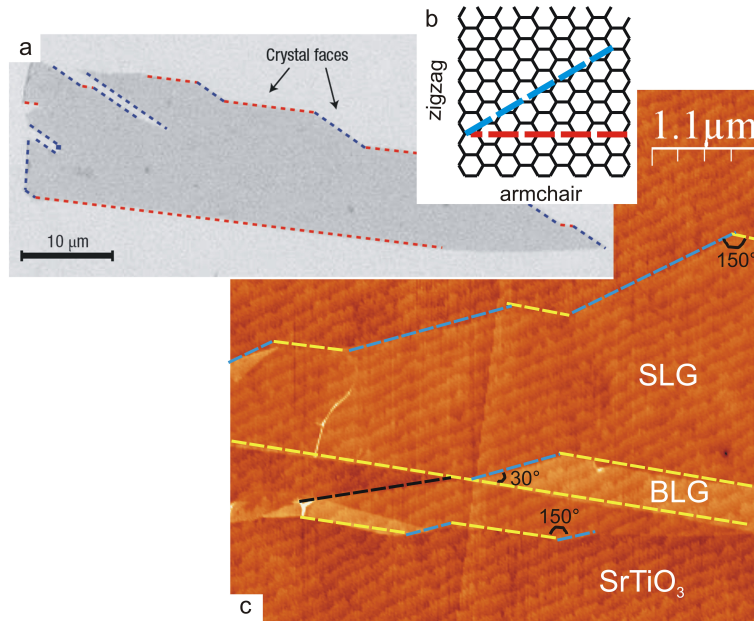 a
Crystal faces
10 μm
b
zigzag
armchair
1.1μm
150°
SLG
30°
BLG
150°
SrTiO₃
c